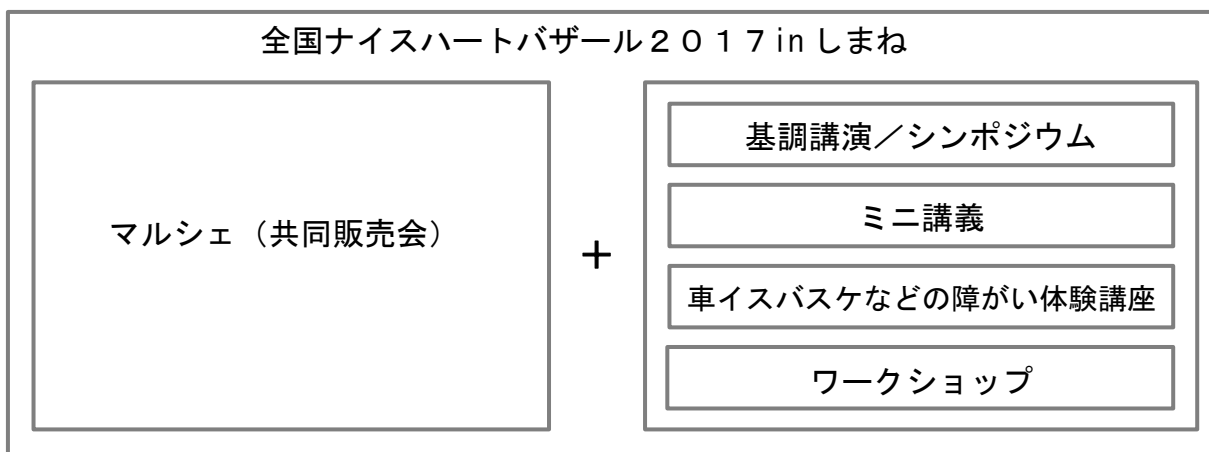 全国ナイスハートバザール２０１７in しまね
マルシェ（共同販売会）
＋
基調講演／シンポジウム
ミニ講義
車イスバスケなどの障がい体験講座
ワークショップ